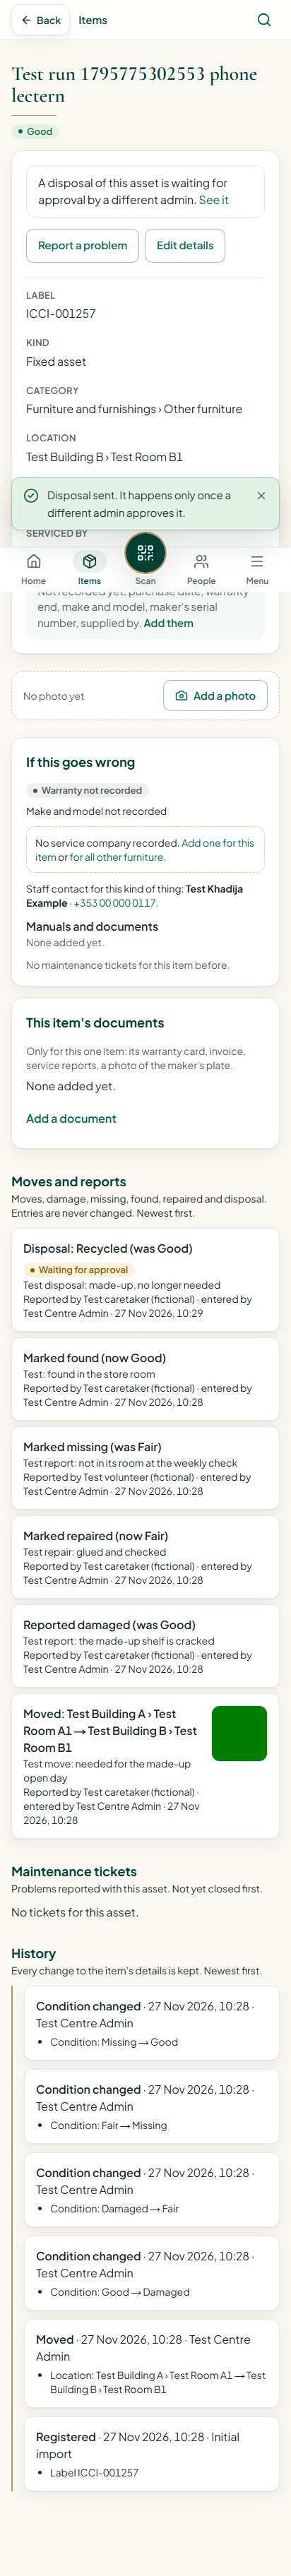 Back
Items
Test run 1795775302553 phone
lectern
Good
A disposal of this asset is waiting for
approval by a different admin. See it
Report a problem
Edit details
LABEL
ICCI-001257
KIND
Fixed asset
CATEGORY
Furniture and furnishings › Other furniture
LOCATION
Test Building B › Test Room B1
Disposal sent. It happens only once a
different admin approves it.
SERVICED BY
Home
Items
Scan
People
Menu
Not recorded yet: purchase date, warranty
end, make and model, maker's serial
number, supplied by. Add them
No photo yet
Add a photo
If this goes wrong
Warranty not recorded
Make and model not recorded
No service company recorded. Add one for this
item or for all other furniture.
Staff contact for this kind of thing: Test Khadija
Example · +353 00 000 0117.
Manuals and documents
None added yet.
No maintenance tickets for this item before.
This item's documents
Only for this one item: its warranty card, invoice,
service reports, a photo of the maker's plate.
None added yet.
Add a document
Moves and reports
Moves, damage, missing, found, repaired and disposal.
Entries are never changed. Newest first.
Disposal: Recycled (was Good)
Waiting for approval
Test disposal: made-up, no longer needed
Reported by Test caretaker (fictional) · entered by
Test Centre Admin · 27 Nov 2026, 10:29
Marked found (now Good)
Test: found in the store room
Reported by Test caretaker (fictional) · entered by
Test Centre Admin · 27 Nov 2026, 10:28
Marked missing (was Fair)
Test report: not in its room at the weekly check
Reported by Test volunteer (fictional) · entered by
Test Centre Admin · 27 Nov 2026, 10:28
Marked repaired (now Fair)
Test repair: glued and checked
Reported by Test caretaker (fictional) · entered by
Test Centre Admin · 27 Nov 2026, 10:28
Reported damaged (was Good)
Test report: the made-up shelf is cracked
Reported by Test caretaker (fictional) · entered by
Test Centre Admin · 27 Nov 2026, 10:28
Moved: Test Building A › Test
Room A1 → Test Building B › Test
Room B1
Test move: needed for the made-up
open day
Reported by Test caretaker (fictional) ·
entered by Test Centre Admin · 27 Nov
2026, 10:28
Maintenance tickets
Problems reported with this asset. Not yet closed first.
No tickets for this asset.
History
Every change to the item's details is kept. Newest first.
Condition changed · 27 Nov 2026, 10:28 ·
Test Centre Admin
Condition: Missing → Good
Condition changed · 27 Nov 2026, 10:28 ·
Test Centre Admin
Condition: Fair → Missing
Condition changed · 27 Nov 2026, 10:28 ·
Test Centre Admin
Condition: Damaged → Fair
Condition changed · 27 Nov 2026, 10:28 ·
Test Centre Admin
Condition: Good → Damaged
Moved · 27 Nov 2026, 10:28 · Test Centre
Admin
Location: Test Building A › Test Room A1 → Test
Building B › Test Room B1
Registered · 27 Nov 2026, 10:28 · Initial
import
Label ICCI-001257